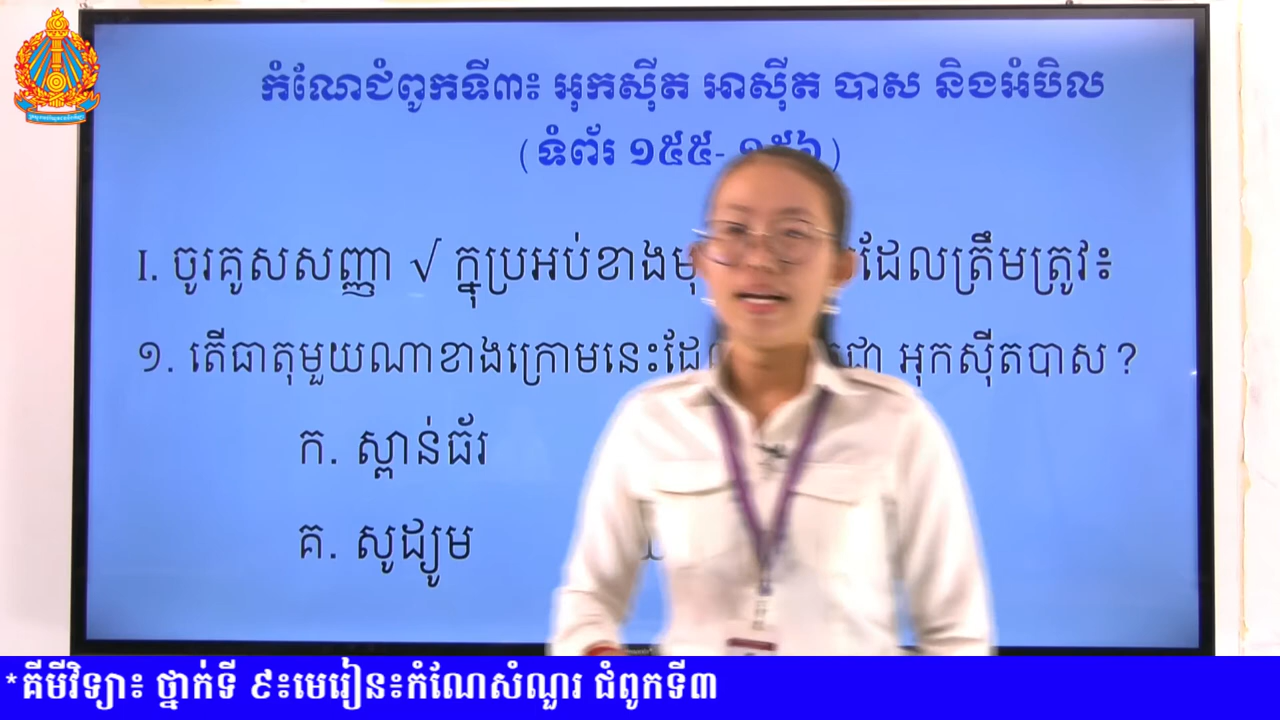 កំណែជំពូកទី៣៖ អុកស៊ីត អាស៊ីត បាស និងអំបិល
(ទំព័រ ១៥៥-
I. ចូរគូសសញ្ញា √ ក្នុប្រអប់ខាងមុ ដែលត្រឹមត្រូវ៖
១. តើធាតុមួយណាខាងក្រោមនេះដែ ជា អុកស៊ីតបាស?
ក. ស្ពាន់ធ័រ
គ. សូដ្យូម
*គីមីវិទ្យា៖ ថ្នាក់ទី ៩៖មេរៀន៖កំណែសំណួរ ជំពូកទី៣